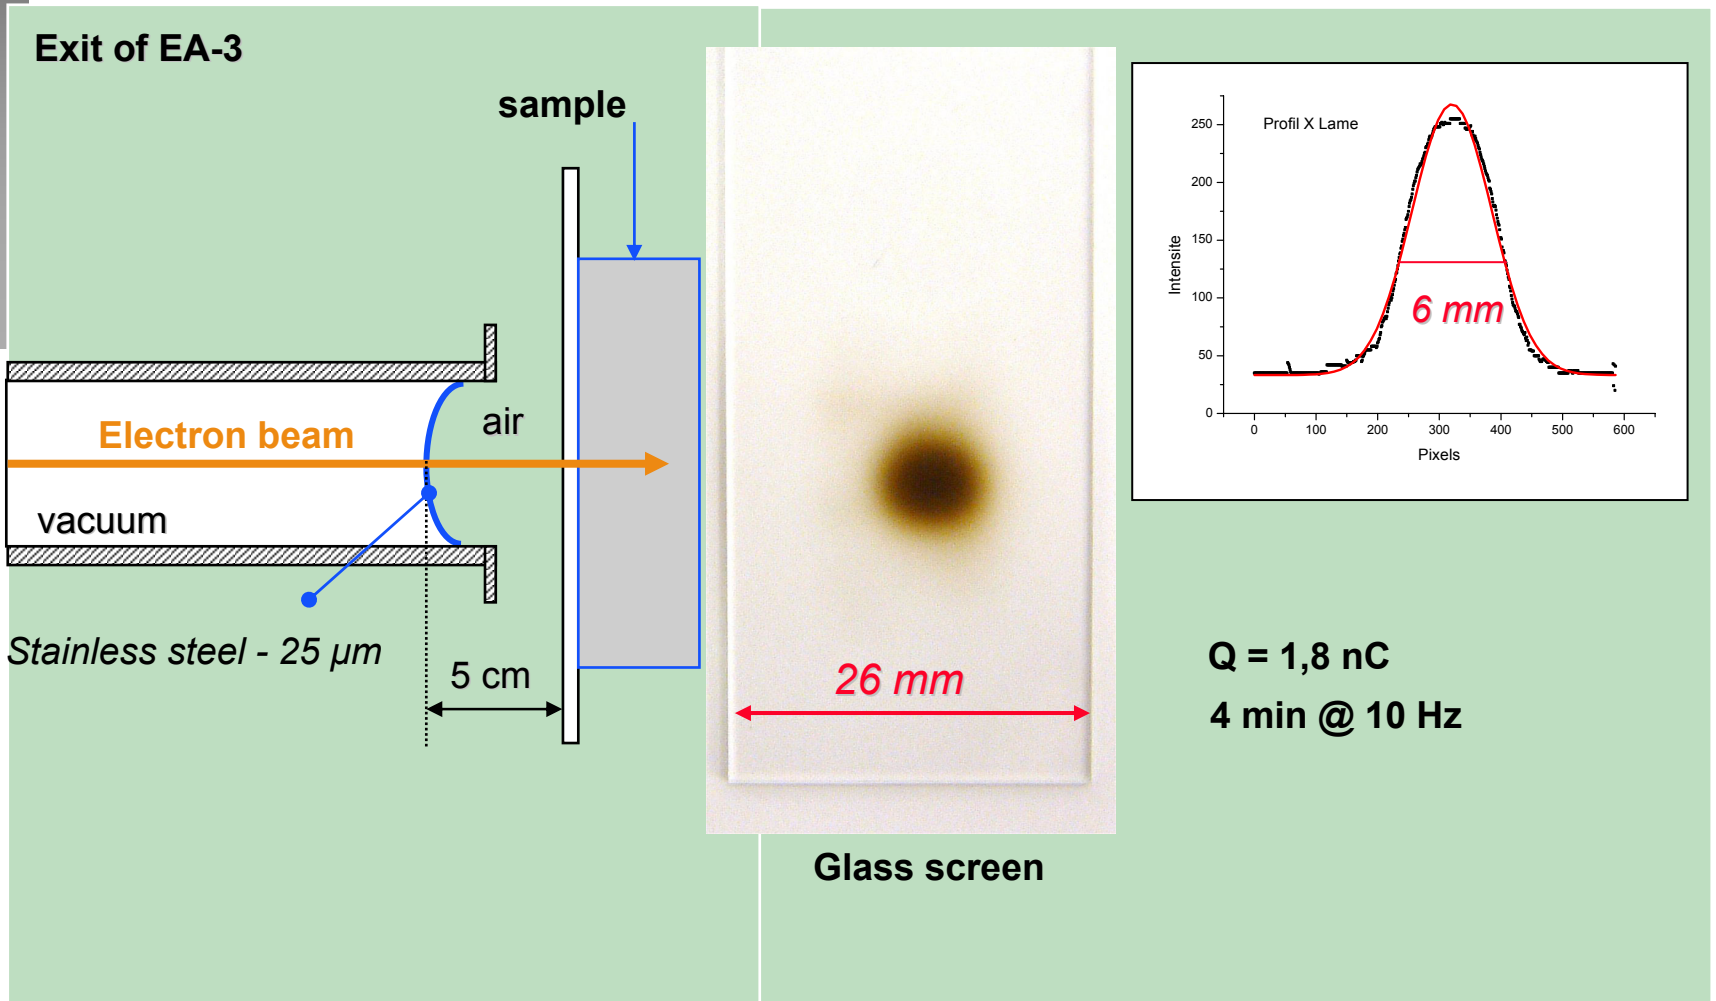 Exit of EA-3
sample
air
Electron beam
vacuum
Stainless steel - 25 µm
5 cm
26 mm
Glass screen
Profil X Lame
Intensite
250
200
150
100
50
0
6 mm
0 100 200 300 400 500 600
Pixels
Q = 1,8 nC
4 min @ 10 Hz